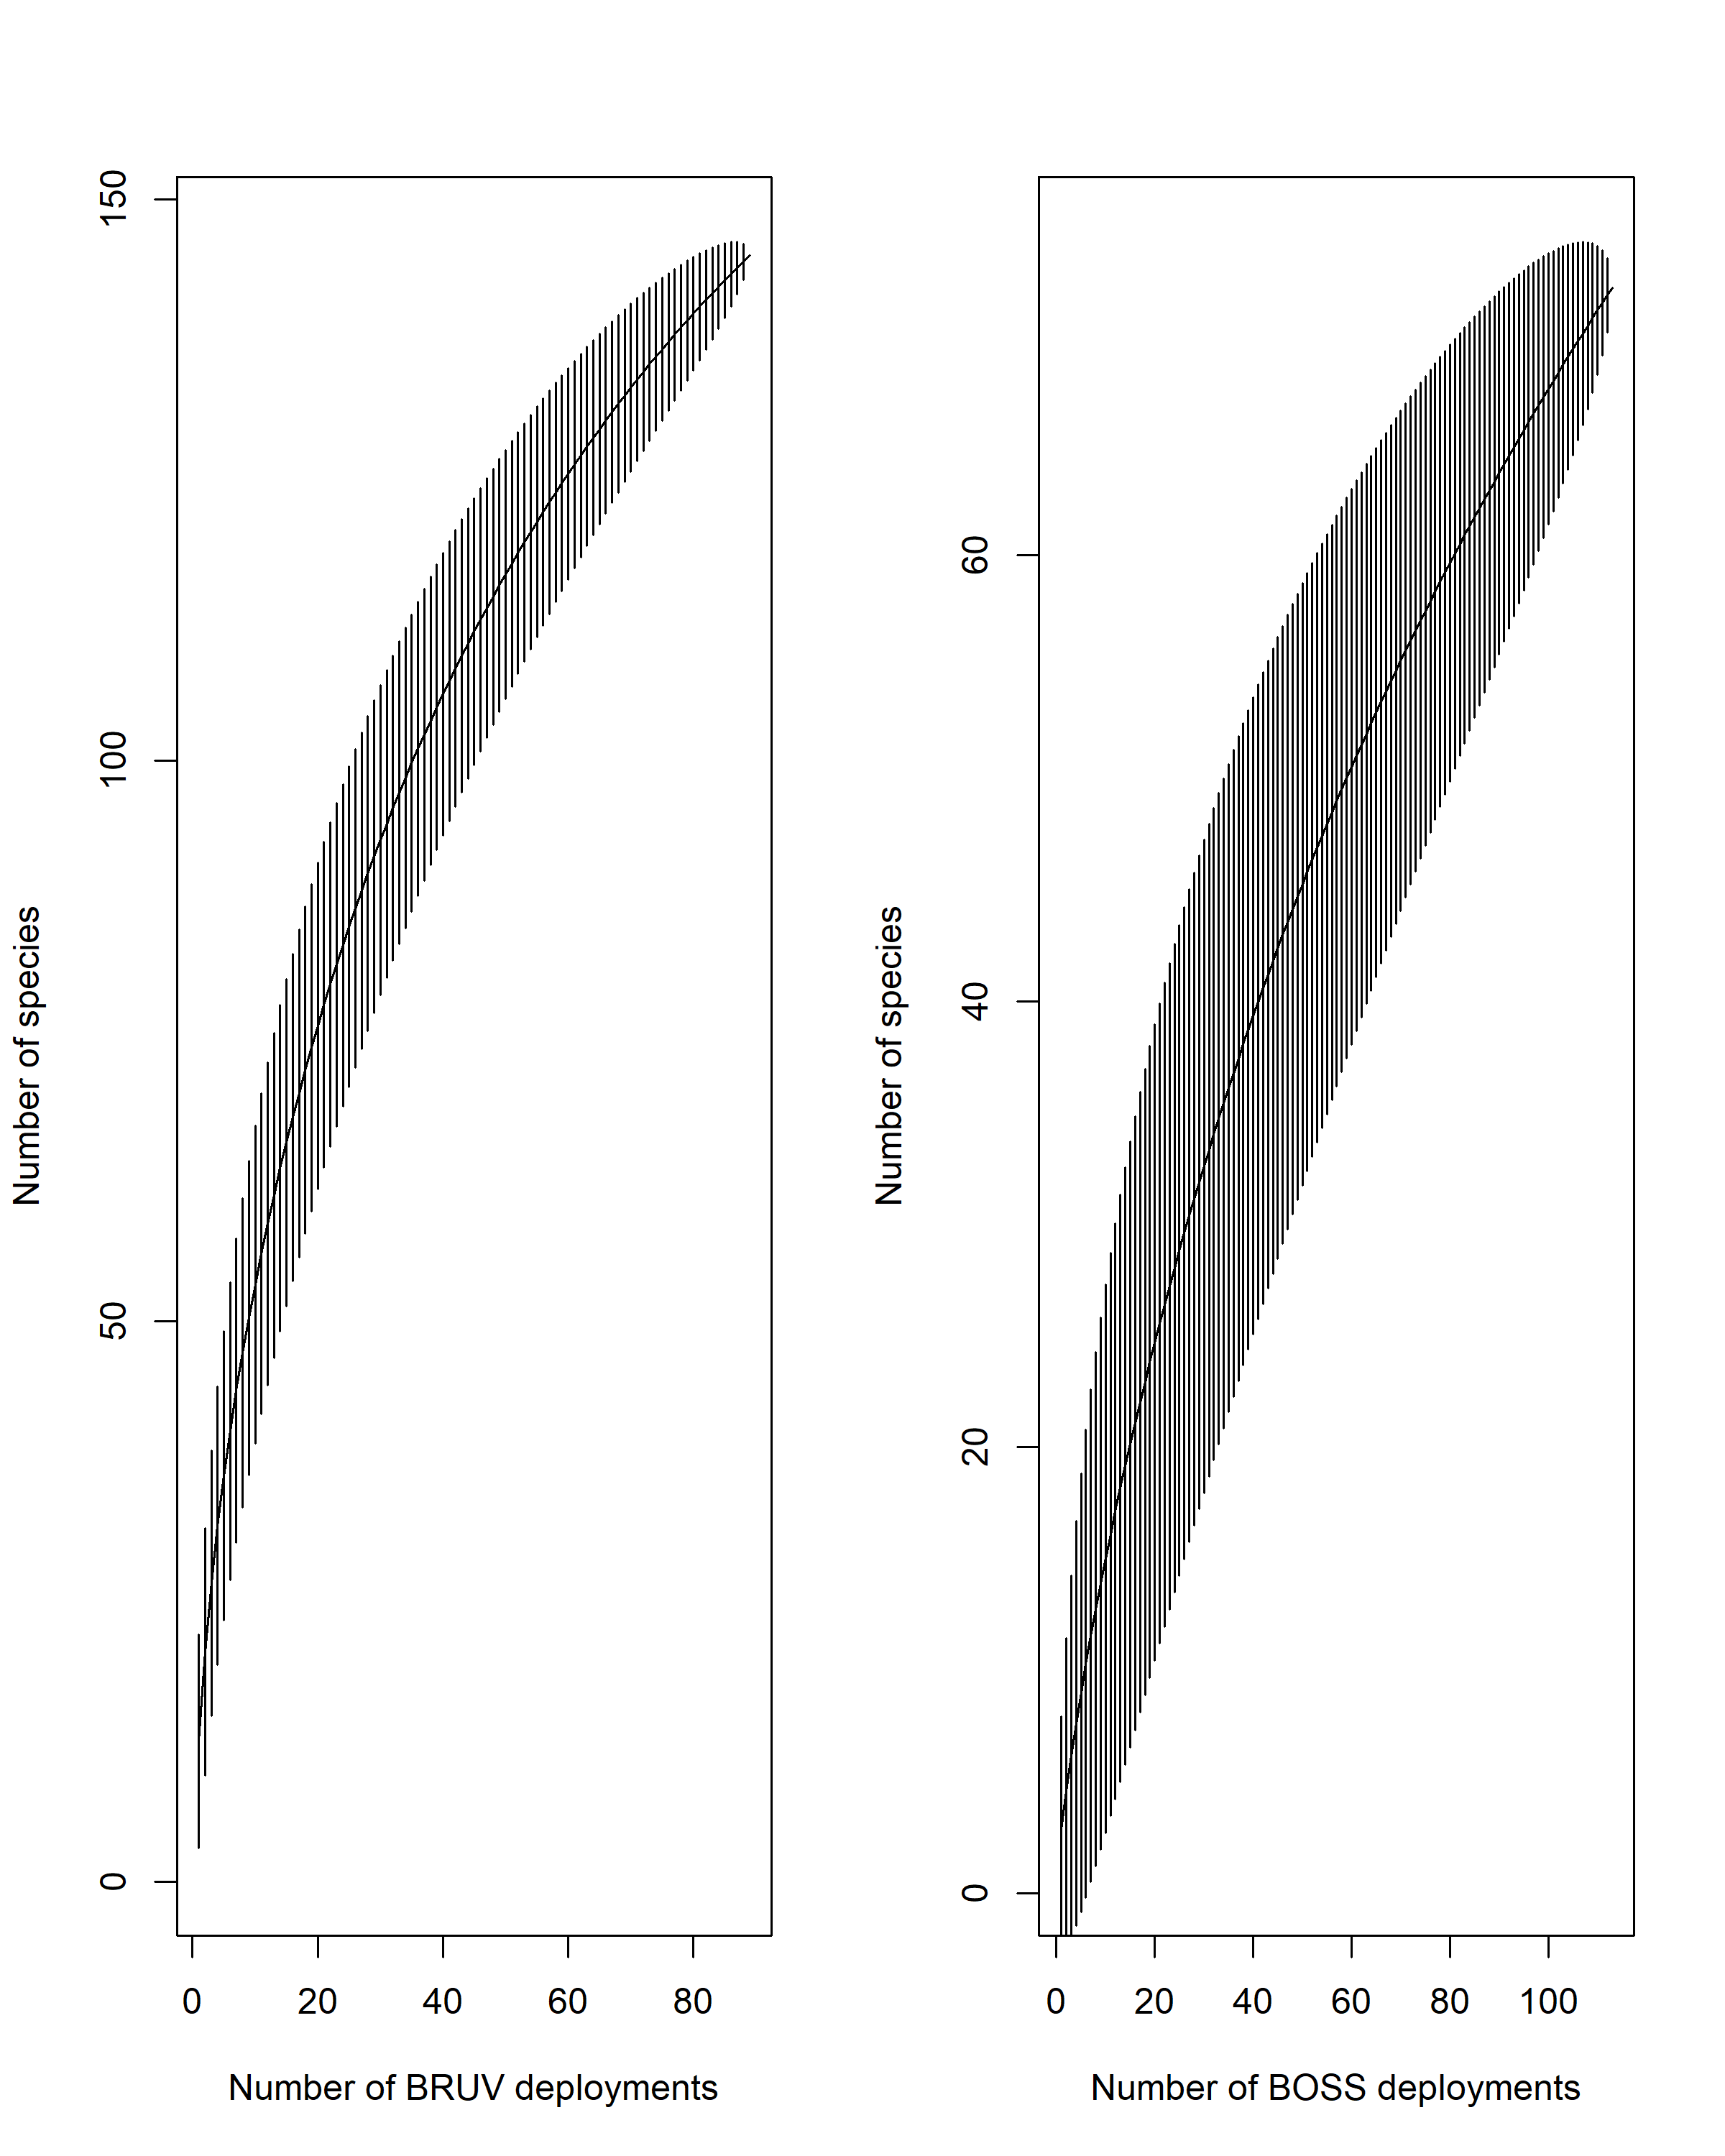 Number of species
150
100
50
0
0 20 40 60 80
Number of BRUV deployments
Number of species
60
40
20
0
0 20 40 60 80 100
Number of BOSS deployments